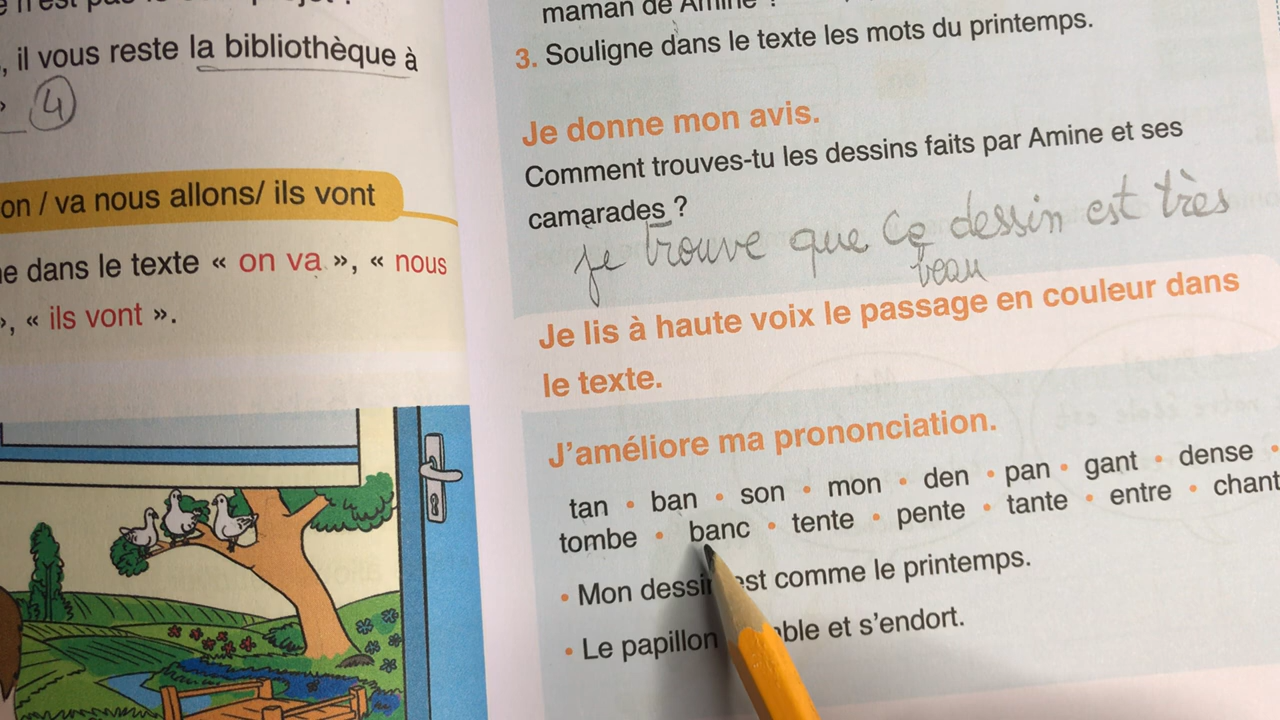 il vous reste la bibliothèque à
» 4
on / va nous allons/ ils vont
dans le texte « on va », « nous
», « ils vont ».
maman de Amine ?
3. Souligne dans le texte les mots du printemps.
Je donne mon avis.
Comment trouves-tu les dessins faits par Amine et ses
camarades ?
je trouve que ce dessin est très
beau
Je lis à haute voix le passage en couleur dans
le texte.
J'améliore ma prononciation.
tan • ban • son • mon • den • pan • gant • dense •
tombe • banc • tente • pente • tante • entre • chant
• Mon dessin est comme le printemps.
• Le papillon et s'endort.